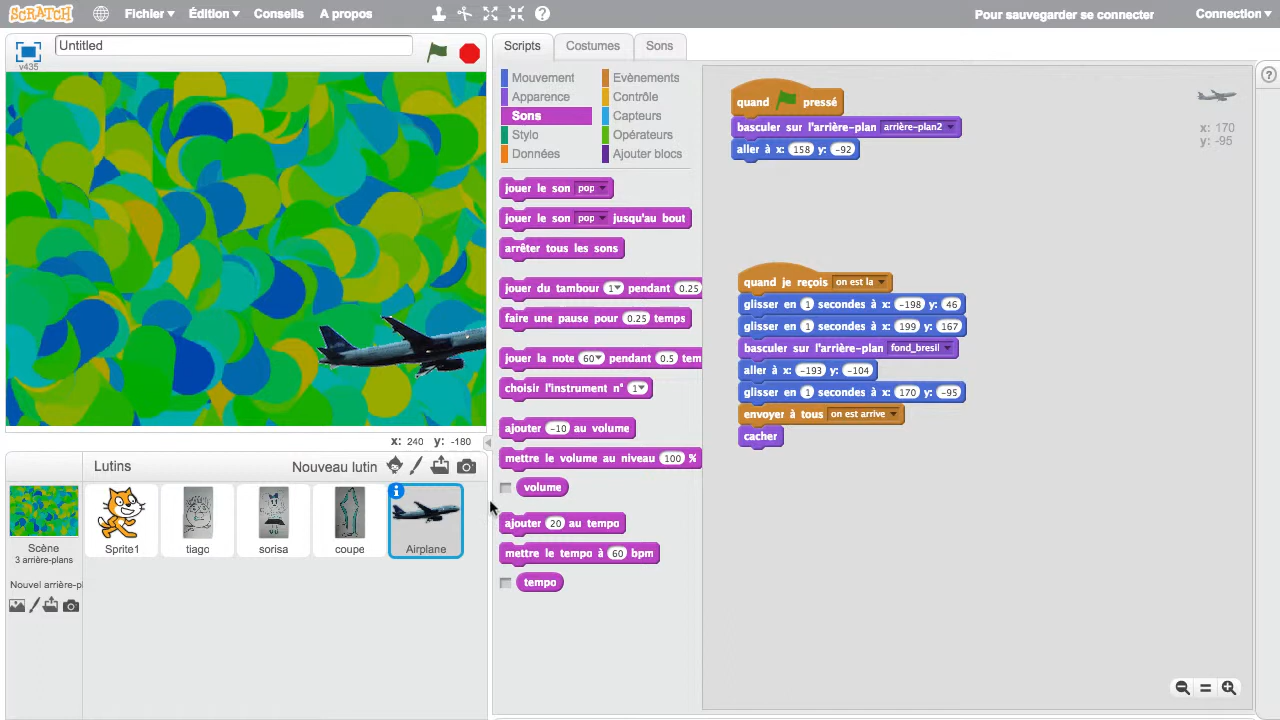 SCRATCH
Fichier
Édition
Conseils
A propos
Pour sauvegarder se connecter
Connection
v435
Untitled
Scripts
Costumes
Sons
Mouvement
Evènements
Apparence
Contrôle
Sons
Capteurs
Stylo
Opérateurs
Données
Ajouter blocs
jouer le son pop
jouer le son pop jusqu'au bout
arrêter tous les sons
jouer du tambour 1 pendant 0.25
faire une pause pour 0.25 temps
jouer la note 60 pendant 0.5 tem
choisir l'instrument n° 1
ajouter -10 au volume
mettre le volume au niveau 100 %
volume
ajouter 20 au tempo
mettre le tempo à 60 bpm
tempo
quand pressé
basculer sur l'arrière-plan arrière-plan2
aller à x: 158 y: -92
quand je reçois on est la
glisser en 1 secondes à x: -198 y: 46
glisser en 1 secondes à x: 199 y: 167
basculer sur l'arrière-plan fond_bresil
aller à x: -193 y: -104
glisser en 1 secondes à x: 170 y: -95
envoyer à tous on est arrive
cacher
x: 170
y: -95
x: 240 y: -180
Lutins
Nouveau lutin
Scène
3 arrière-plans
Nouvel arrière-pl
Sprite1
tiago
sorisa
coupe
Airplane